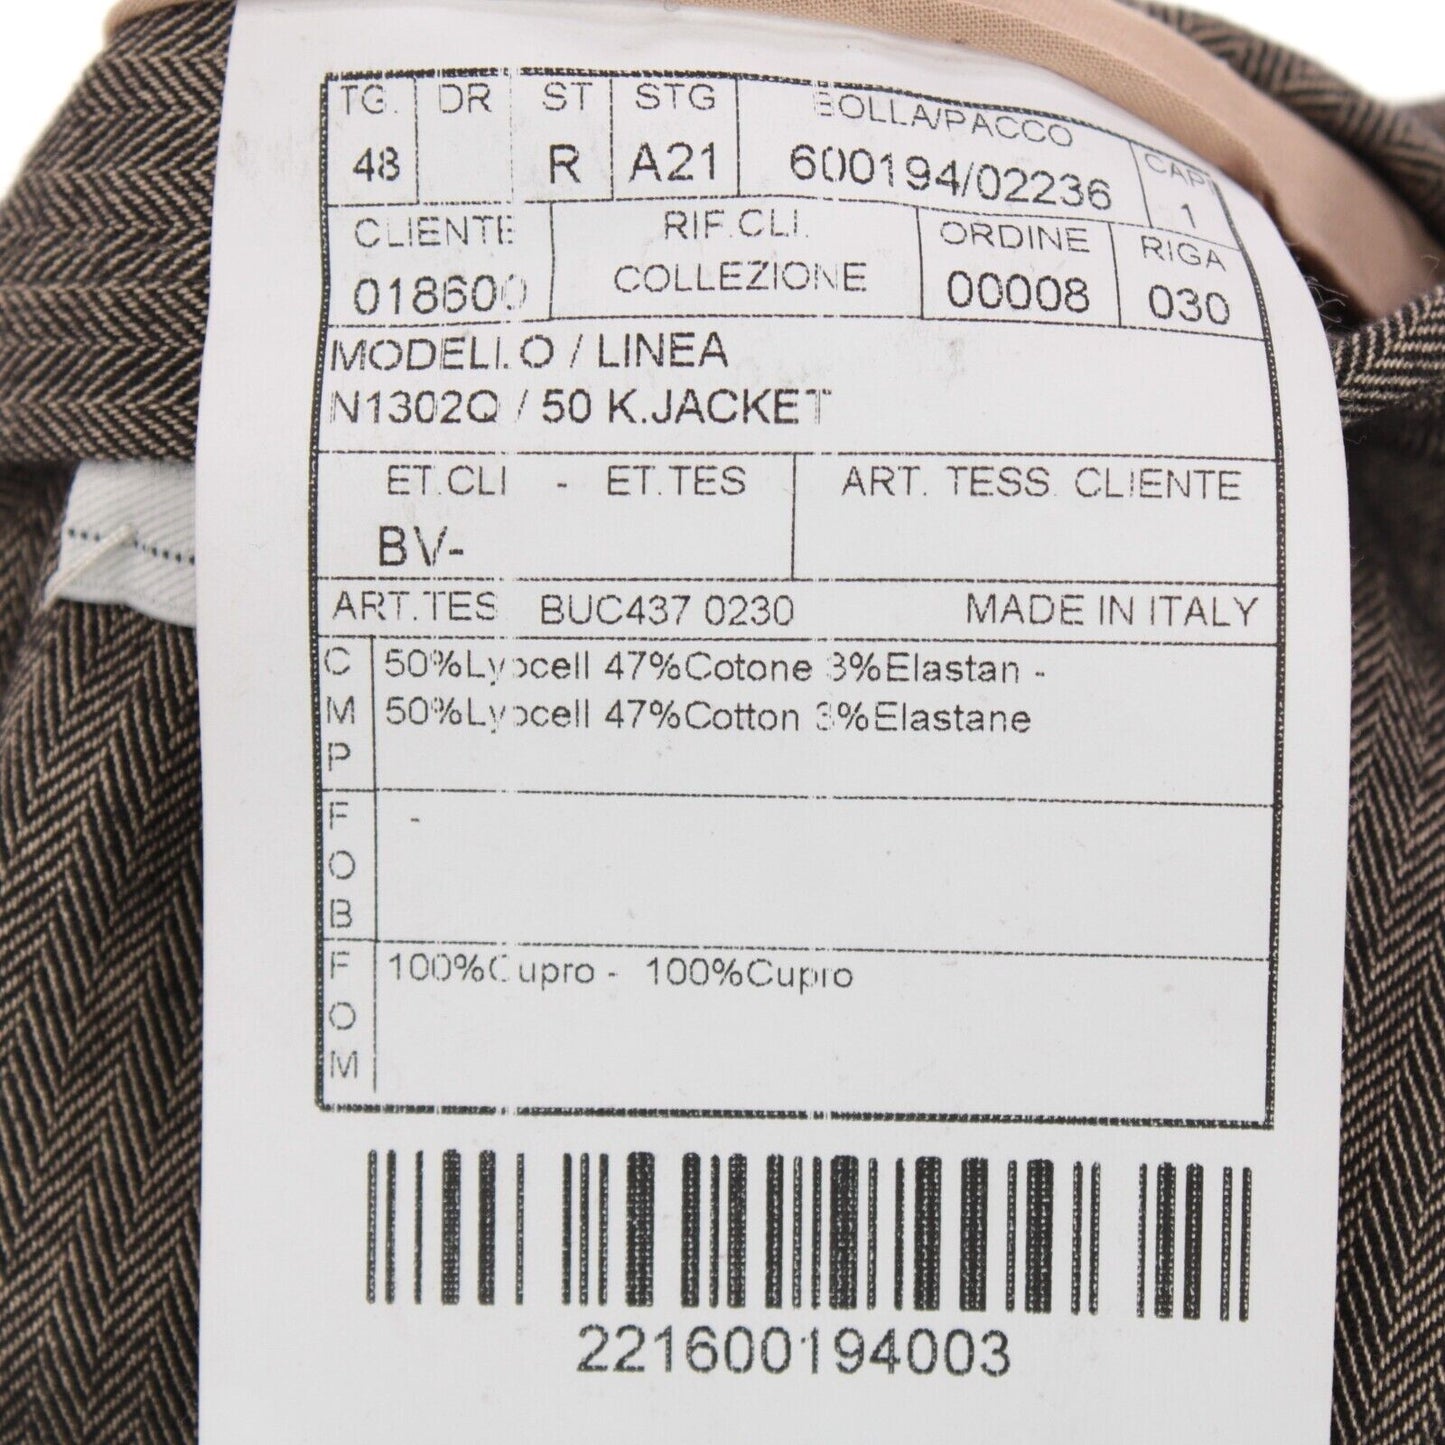 TG. DR ST STG BOLLA/PACCO CAPI
48 R A21 600194/02236 1
CLIENTE RIF.CLI. ORDINE RIGA
018600 COLLEZIONE 00008 030
MODELLO / LINEA
N1302Q / 50 K.JACKET
ET.CLI - ET.TES ART. TESS. CLIENTE
BV-
ART.TES BUC437 0230 MADE IN ITALY
CMP 50%Lyocell 47%Cotone 3%Elastan -
50%Lyocell 47%Cotton 3%Elastane
FOB -
FOM 100%Cupro - 100%Cupro
221600194003